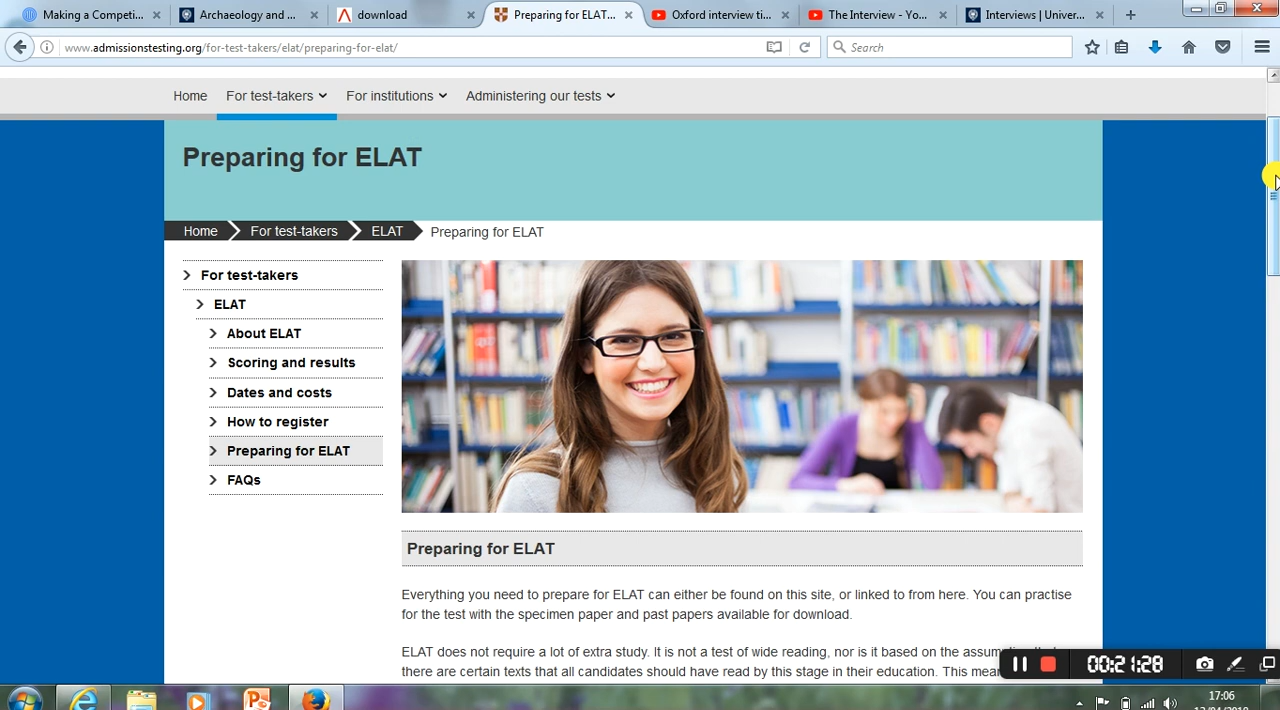 Making a Competi...
Archaeology and ...
download
Preparing for ELAT...
Oxford interview ti...
The Interview - Yo...
Interviews | Univer...
www.admissionstesting.org/for-test-takers/elat/preparing-for-elat/
Search
Home
For test-takers
For institutions
Administering our tests
Preparing for ELAT
Home
For test-takers
ELAT
Preparing for ELAT
For test-takers
ELAT
About ELAT
Scoring and results
Dates and costs
How to register
Preparing for ELAT
FAQs
Preparing for ELAT
Everything you need to prepare for ELAT can either be found on this site, or linked to from here. You can practise
for the test with the specimen paper and past papers available for download.
ELAT does not require a lot of extra study. It is not a test of wide reading, nor is it based on the
there are certain texts that all candidates should have read by this stage in their education. This
00:21:28
17:06